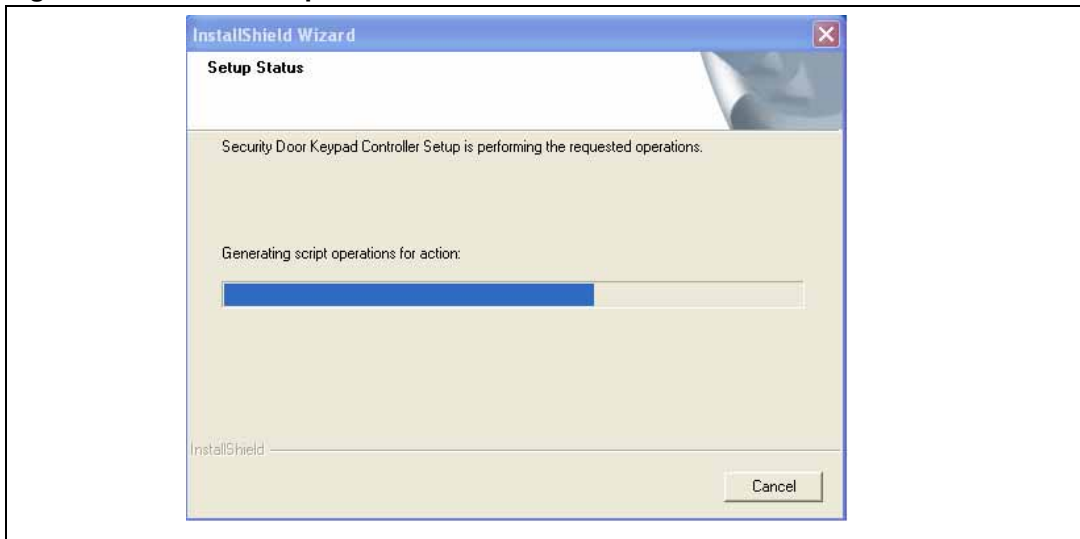 InstallShield Wizard
Setup Status
Security Door Keypad Controller Setup is performing the requested operations.
Generating script operations for action:
InstallShield
Cancel